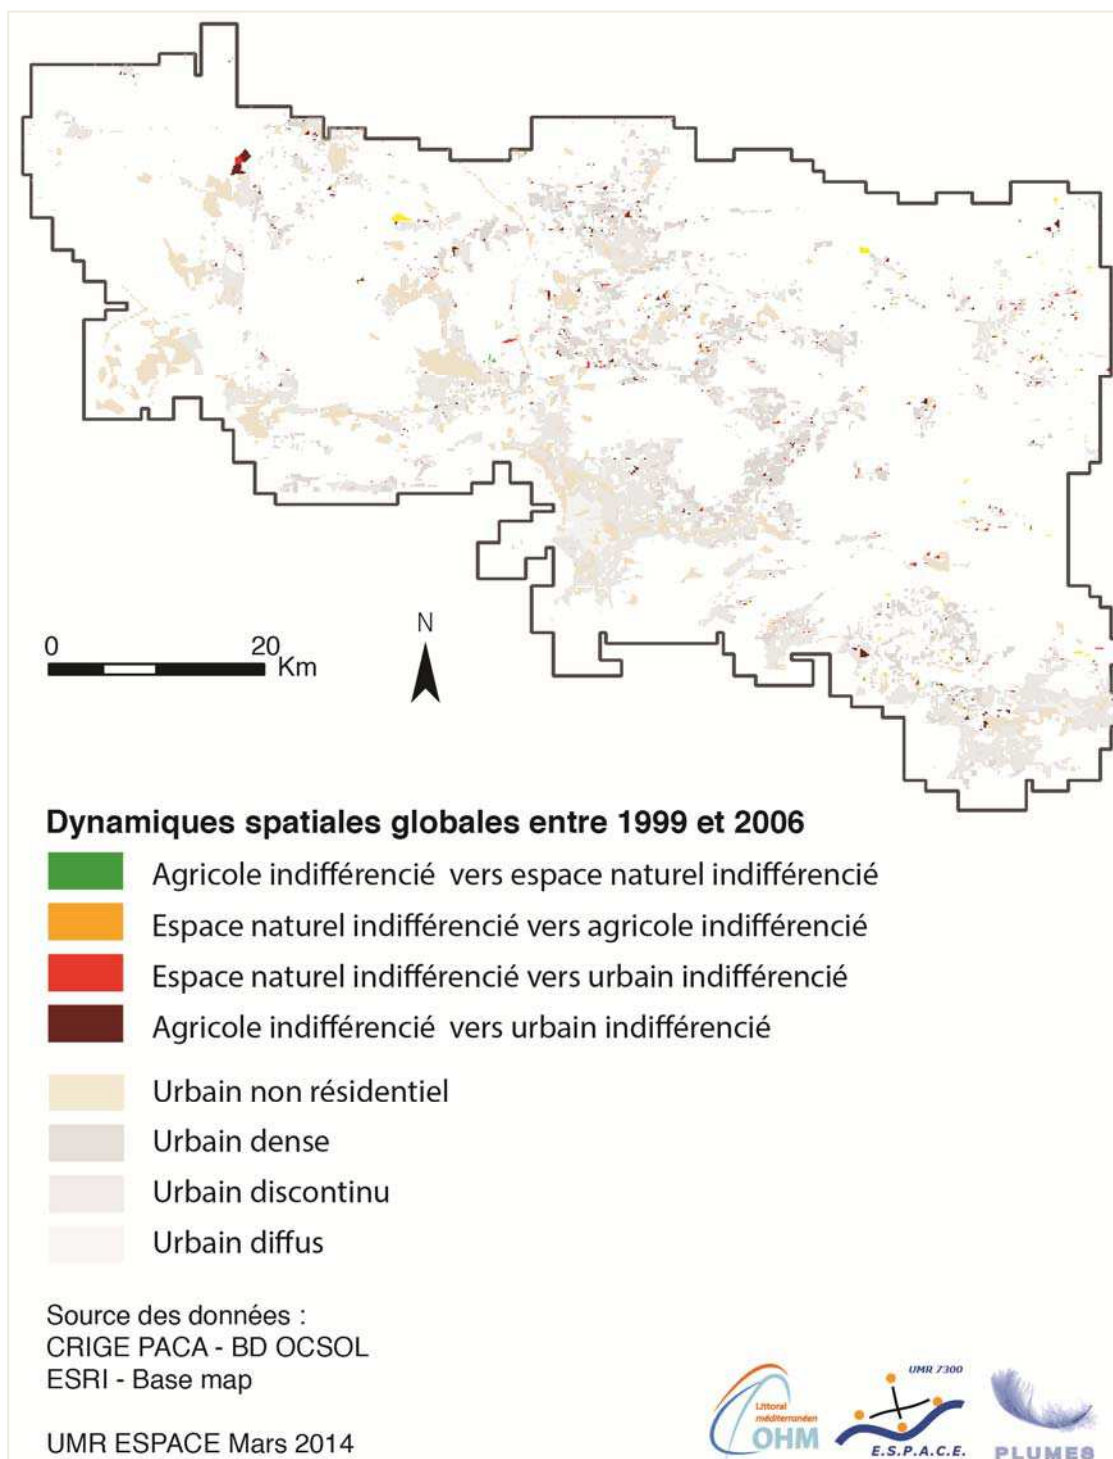 N
0 20
Km
Dynamiques spatiales globales entre 1999 et 2006
Agricole indifférencié vers espace naturel indifférencié
Espace naturel indifférencié vers agricole indifférencié
Espace naturel indifférencié vers urbain indifférencié
Agricole indifférencié vers urbain indifférencié
Urbain non résidentiel
Urbain dense
Urbain discontinu
Urbain diffus
Source des données :
CRIGE PACA - BD OCSOL
ESRI - Base map
UMR ESPACE Mars 2014
Littoral
méditerranéen
OHM
UMR 7300
E.S.P.A.C.E.
PLUMES